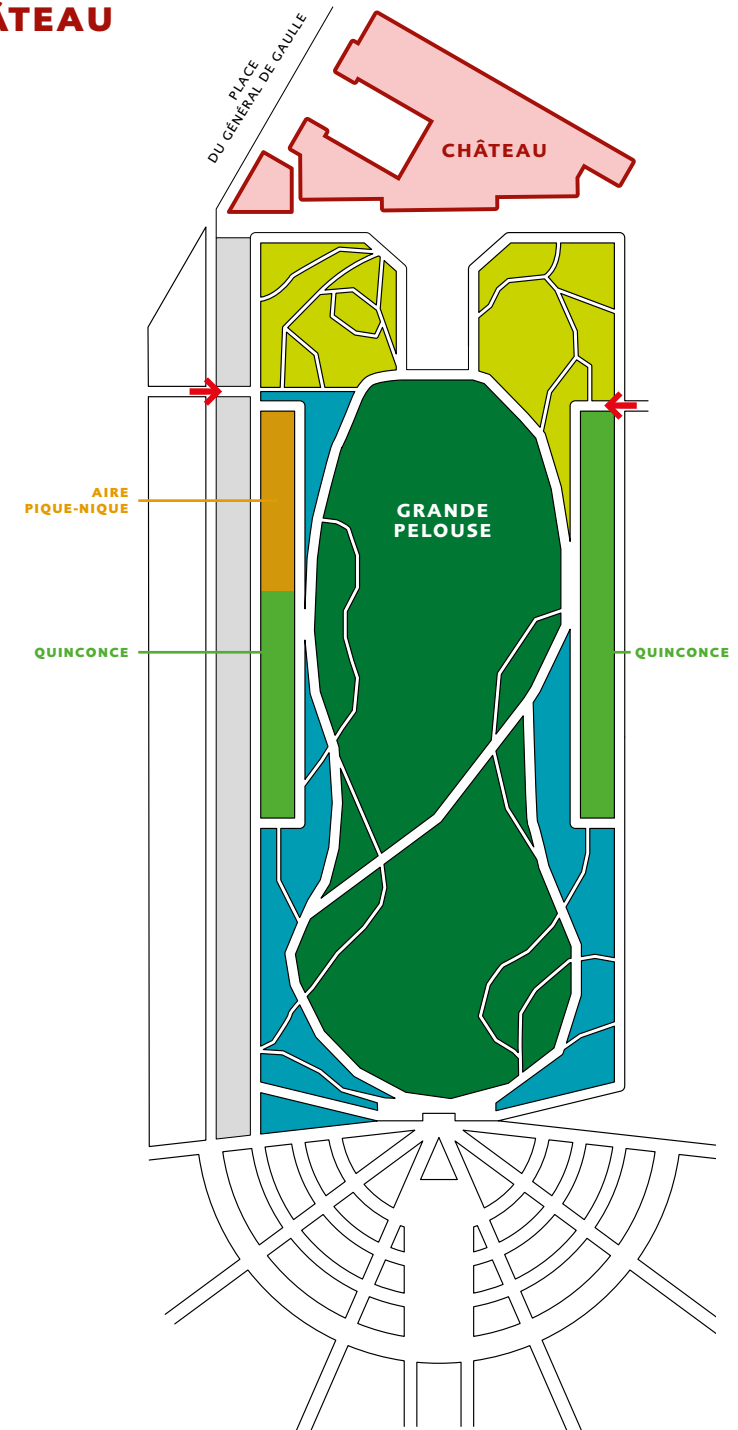 ÂTEAU
PLACE
DU GÉNÉRAL DE GAULLE
CHÂTEAU
AIRE
PIQUE-NIQUE
GRANDE
PELOUSE
QUINCONCE
QUINCONCE